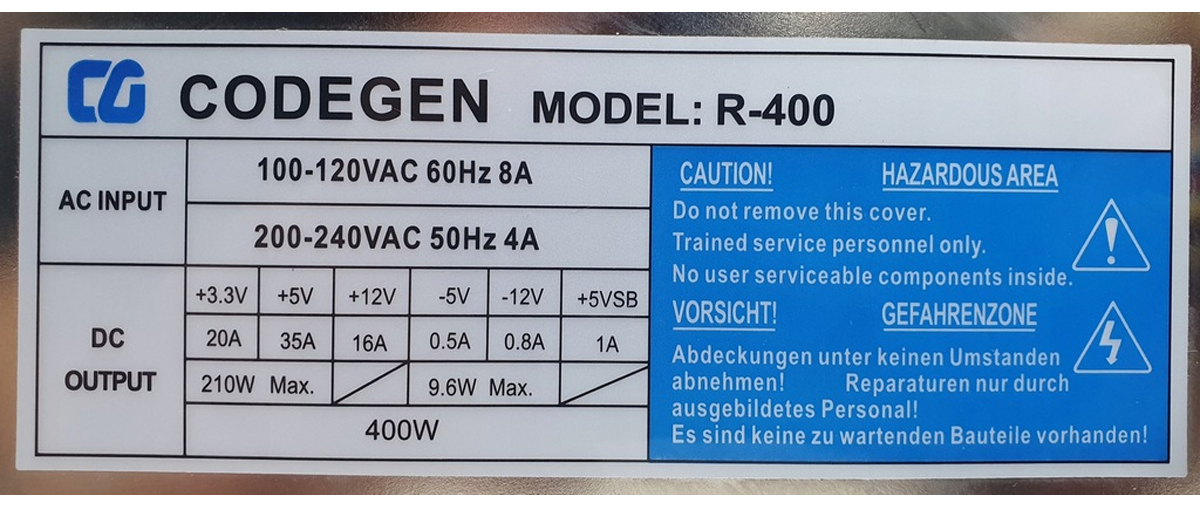 CG CODEGEN MODEL: R-400
AC INPUT
100-120VAC 60Hz 8A
200-240VAC 50Hz 4A
DC OUTPUT
+3.3V +5V +12V -5V -12V +5VSB
20A 35A 16A 0.5A 0.8A 1A
210W Max. 9.6W Max.
400W
CAUTION! HAZARDOUS AREA
Do not remove this cover.
Trained service personnel only.
No user serviceable components inside.
VORSICHT! GEFAHRENZONE
Abdeckungen unter keinen Umstanden
abnehmen! Reparaturen nur durch
ausgebildetes Personal!
Es sind keine zu wartenden Bauteile vorhanden!